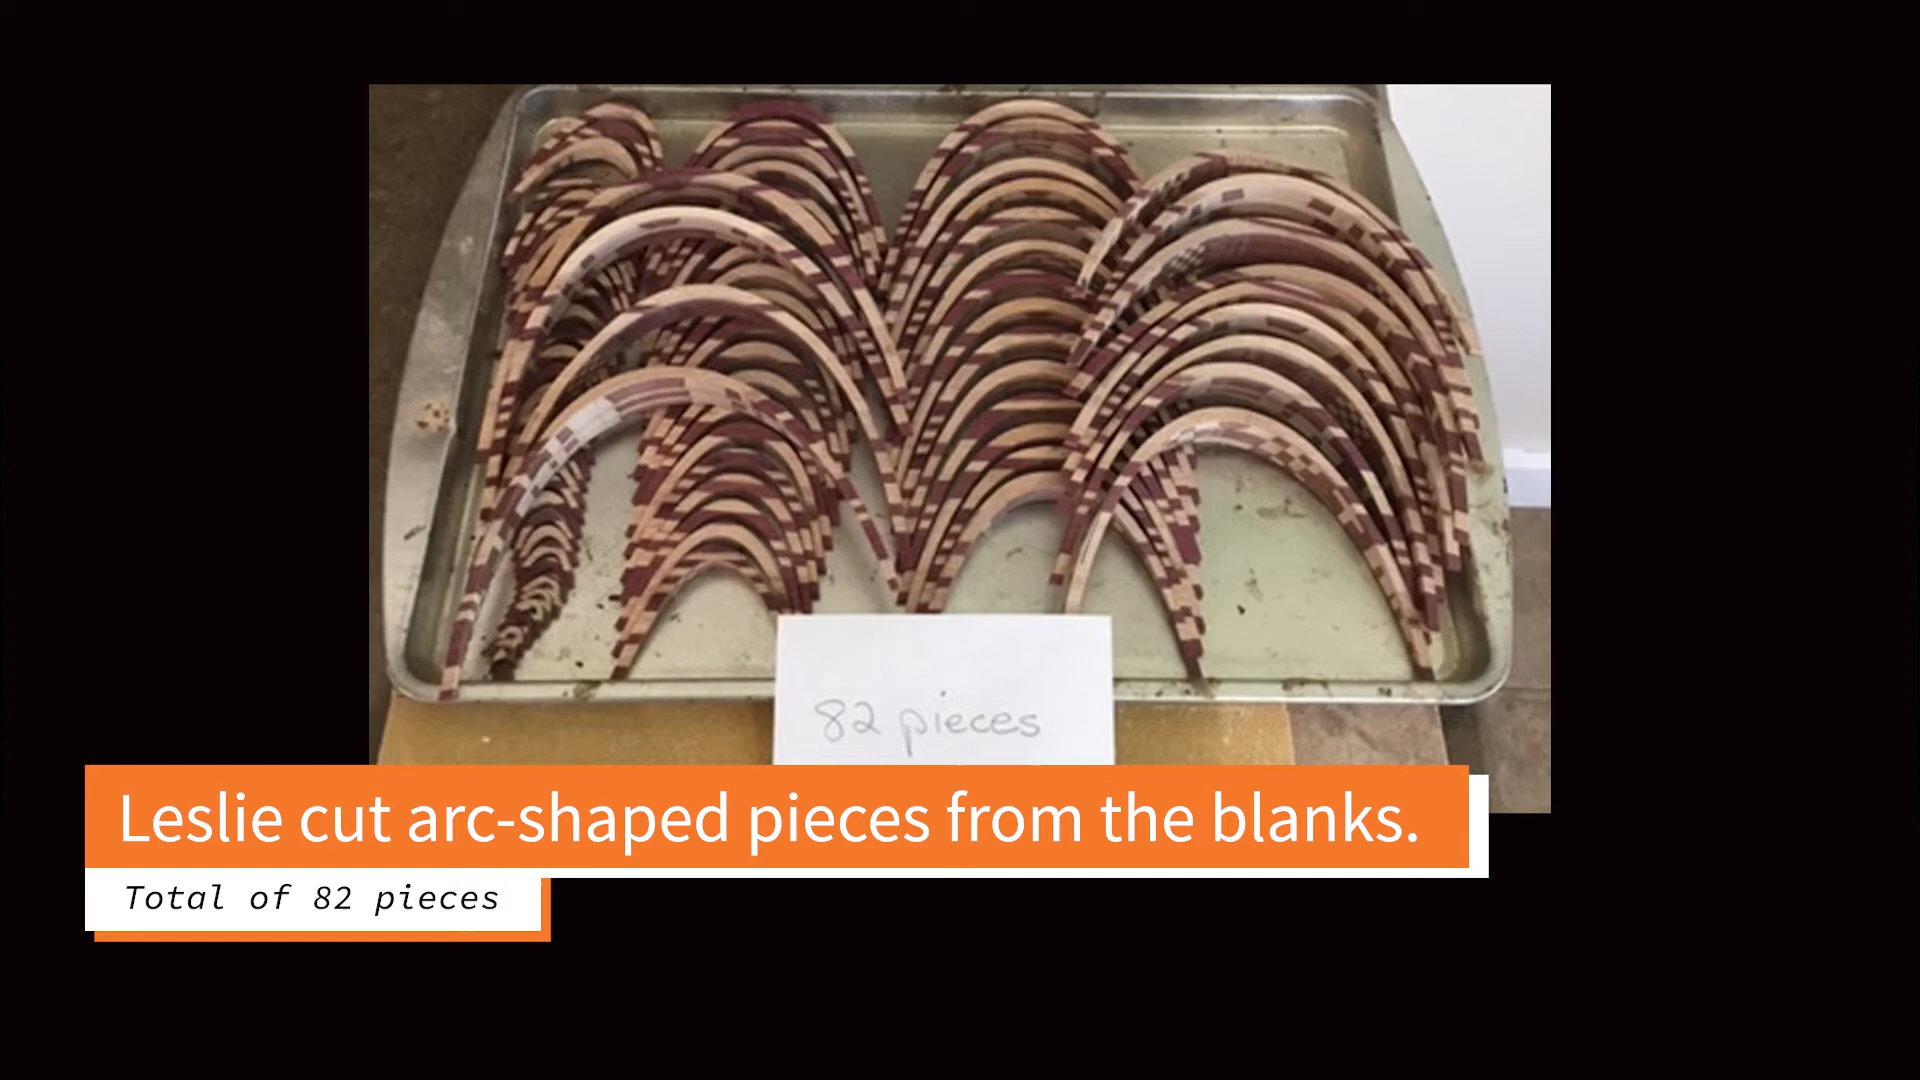 82 pieces
Leslie cut arc-shaped pieces from the blanks.
Total of 82 pieces